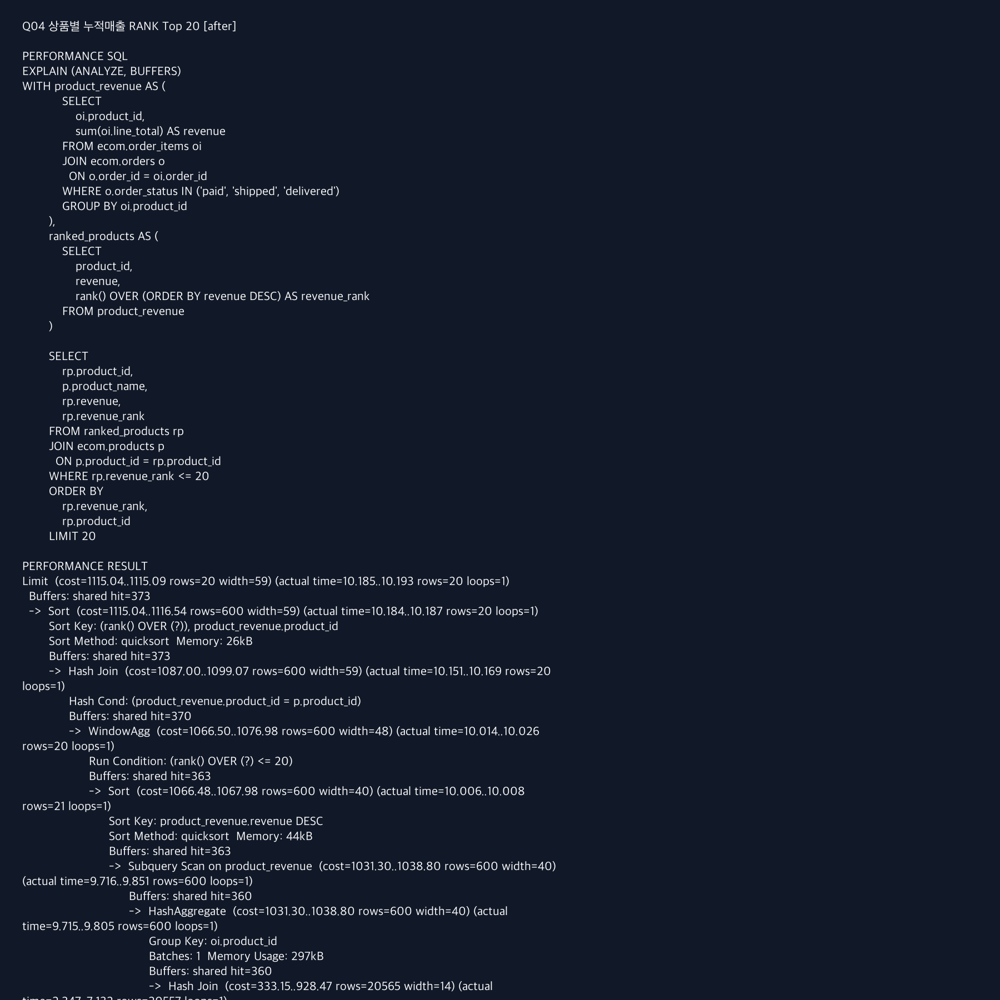 Q04 상품별 누적매출 RANK Top 20 [after]
PERFORMANCE SQL
EXPLAIN (ANALYZE, BUFFERS)
WITH product_revenue AS (
SELECT
oi.product_id,
sum(oi.line_total) AS revenue
FROM ecom.order_items oi
JOIN ecom.orders o
ON o.order_id = oi.order_id
WHERE o.order_status IN ('paid', 'shipped', 'delivered')
GROUP BY oi.product_id
),
ranked_products AS (
SELECT
product_id,
revenue,
rank() OVER (ORDER BY revenue DESC) AS revenue_rank
FROM product_revenue
)
SELECT
rp.product_id,
p.product_name,
rp.revenue,
rp.revenue_rank
FROM ranked_products rp
JOIN ecom.products p
ON p.product_id = rp.product_id
WHERE rp.revenue_rank <= 20
ORDER BY
rp.revenue_rank,
rp.product_id
LIMIT 20
PERFORMANCE RESULT
Limit  (cost=1115.04..1115.09 rows=20 width=59) (actual time=10.185..10.193 rows=20 loops=1)
Buffers: shared hit=373
->  Sort  (cost=1115.04..1116.54 rows=600 width=59) (actual time=10.184..10.187 rows=20 loops=1)
Sort Key: (rank() OVER (?)), product_revenue.product_id
Sort Method: quicksort  Memory: 26kB
Buffers: shared hit=373
->  Hash Join  (cost=1087.00..1099.07 rows=600 width=59) (actual time=10.151..10.169 rows=20
loops=1)
Hash Cond: (product_revenue.product_id = p.product_id)
Buffers: shared hit=370
->  WindowAgg  (cost=1066.50..1076.98 rows=600 width=48) (actual time=10.014..10.026
rows=20 loops=1)
Run Condition: (rank() OVER (?) <= 20)
Buffers: shared hit=363
->  Sort  (cost=1066.48..1067.98 rows=600 width=40) (actual time=10.006..10.008
rows=21 loops=1)
Sort Key: product_revenue.revenue DESC
Sort Method: quicksort  Memory: 44kB
Buffers: shared hit=363
->  Subquery Scan on product_revenue  (cost=1031.30..1038.80 rows=600 width=40)
(actual time=9.716..9.851 rows=600 loops=1)
Buffers: shared hit=360
->  HashAggregate  (cost=1031.30..1038.80 rows=600 width=40) (actual
time=9.715..9.805 rows=600 loops=1)
Group Key: oi.product_id
Batches: 1  Memory Usage: 297kB
Buffers: shared hit=360
->  Hash Join  (cost=333.15..928.47 rows=20565 width=14) (actual